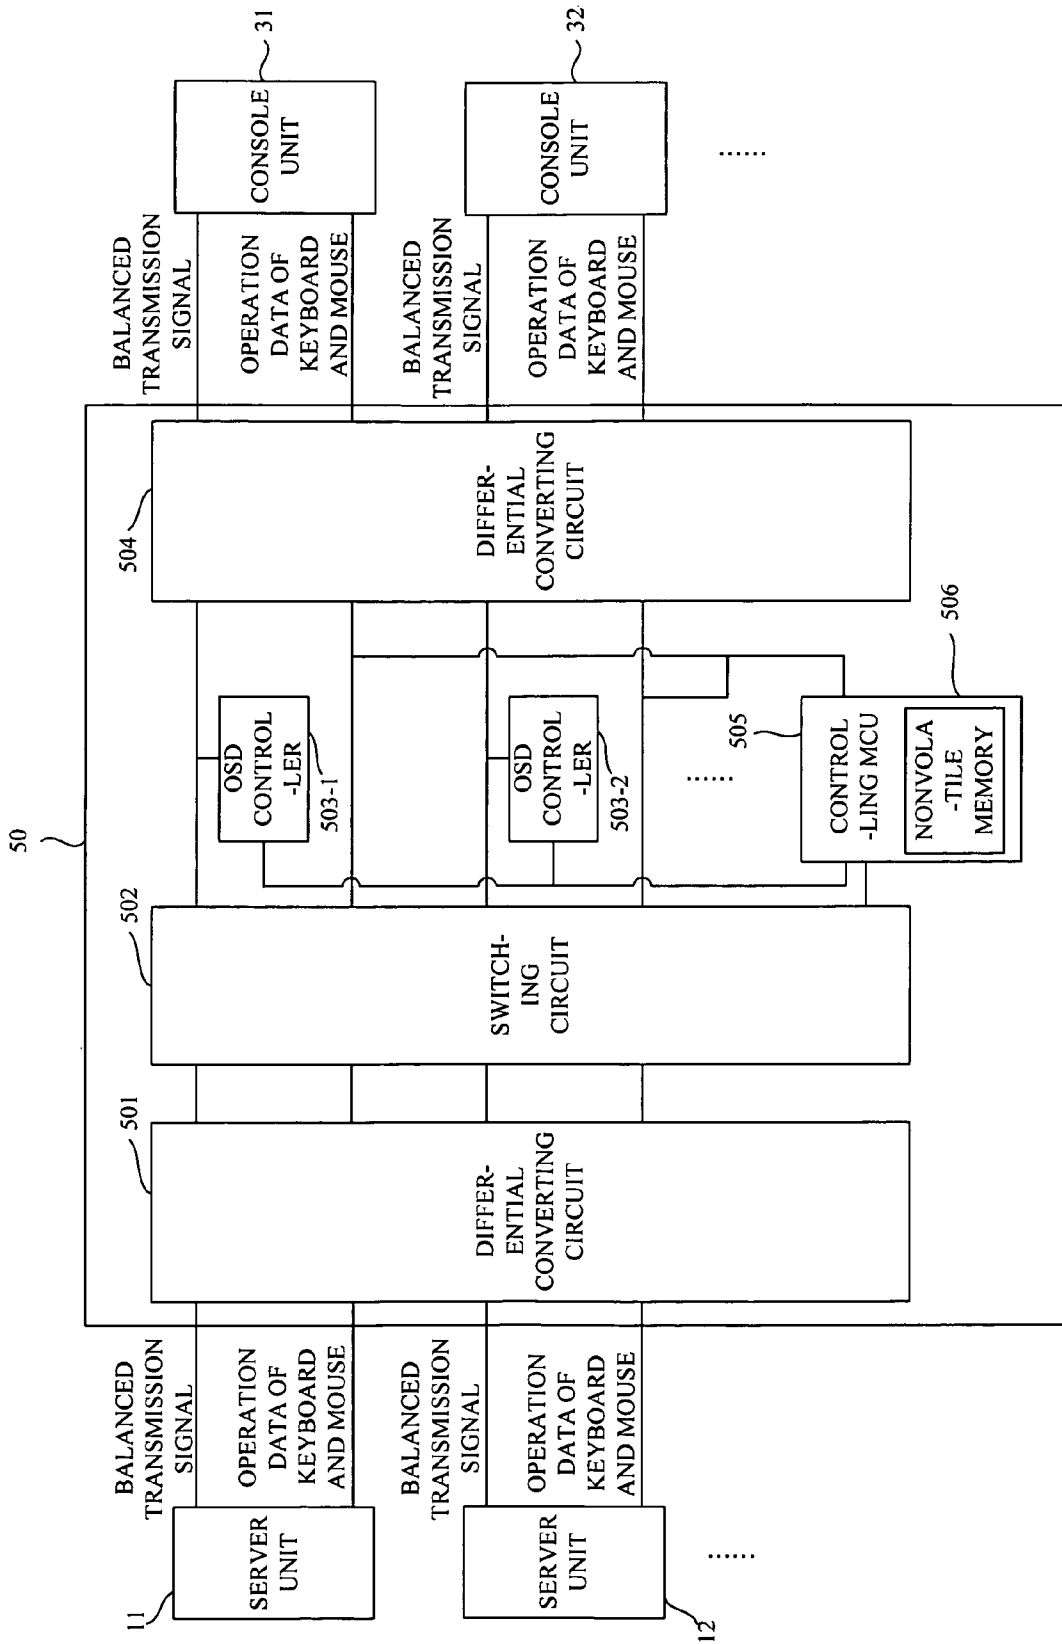 50
BALANCED
TRANSMISSION
SIGNAL
11
SERVER
UNIT
OPERATION
DATA OF
KEYBOARD
AND MOUSE
BALANCED
TRANSMISSION
SIGNAL
SERVER
UNIT
12
OPERATION
DATA OF
KEYBOARD
AND MOUSE
......
501
DIFFER-
ENTIAL
CONVERTING
CIRCUIT
502
SWITCH-
ING
CIRCUIT
OSD
CONTROL
-LER
503-1
OSD
CONTROL
-LER
503-2
......
505
CONTROL
-LING MCU
506
NONVOLA
-TILE
MEMORY
504
DIFFER-
ENTIAL
CONVERTING
CIRCUIT
BALANCED
TRANSMISSION
SIGNAL
31
CONSOLE
UNIT
OPERATION
DATA OF
KEYBOARD
AND MOUSE
BALANCED
TRANSMISSION
SIGNAL
32
CONSOLE
UNIT
OPERATION
DATA OF
KEYBOARD
AND MOUSE
......